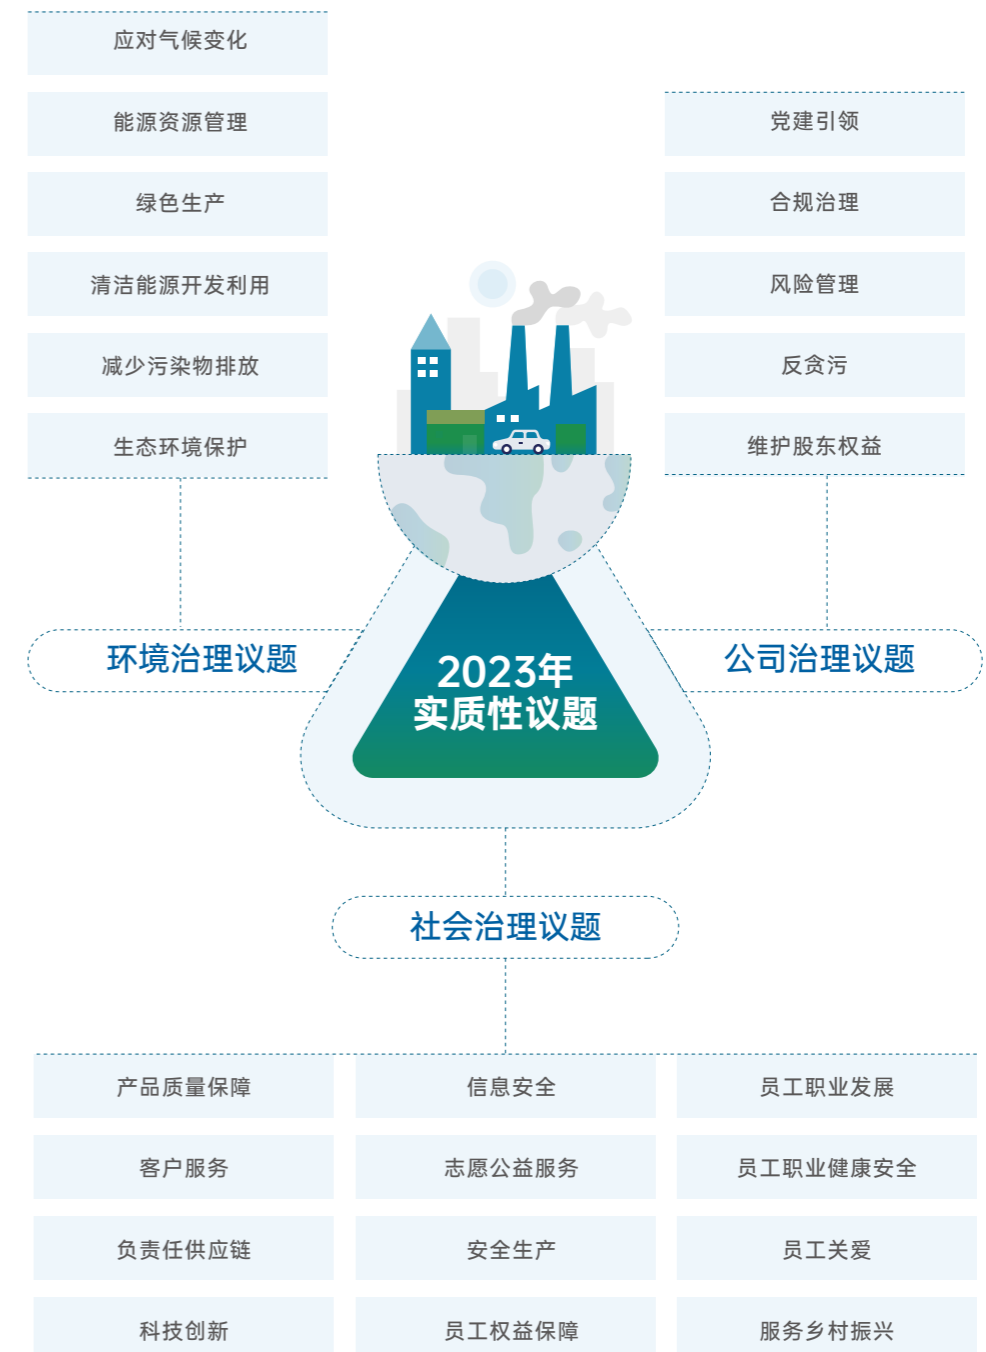 应对气候变化
能源资源管理
绿色生产
清洁能源开发利用
减少污染物排放
生态环境保护
环境治理议题
党建引领
合规治理
风险管理
反贪污
维护股东权益
公司治理议题
2023年
实质性议题
社会治理议题
产品质量保障
信息安全
员工职业发展
客户服务
志愿公益服务
员工职业健康安全
负责任供应链
安全生产
员工关爱
科技创新
员工权益保障
服务乡村振兴